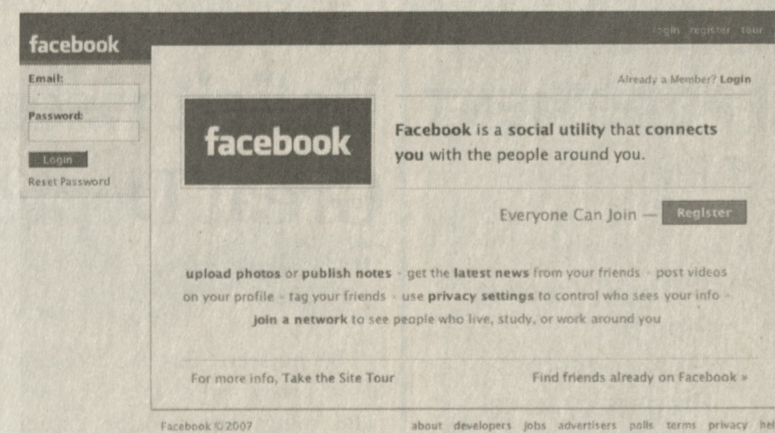 login register tour
facebook
Email:
Password:
Login
Reset Password
Already a Member? Login
facebook
Facebook is a social utility that connects
you with the people around you.
Everyone Can Join — Register
upload photos or publish notes - get the latest news from your friends - post videos
on your profile - tag your friends - use privacy settings to control who sees your info -
join a network to see people who live, study, or work around you
For more info, Take the Site Tour
Find friends already on Facebook »
Facebook © 2007
about developers jobs advertisers polls terms privacy hel